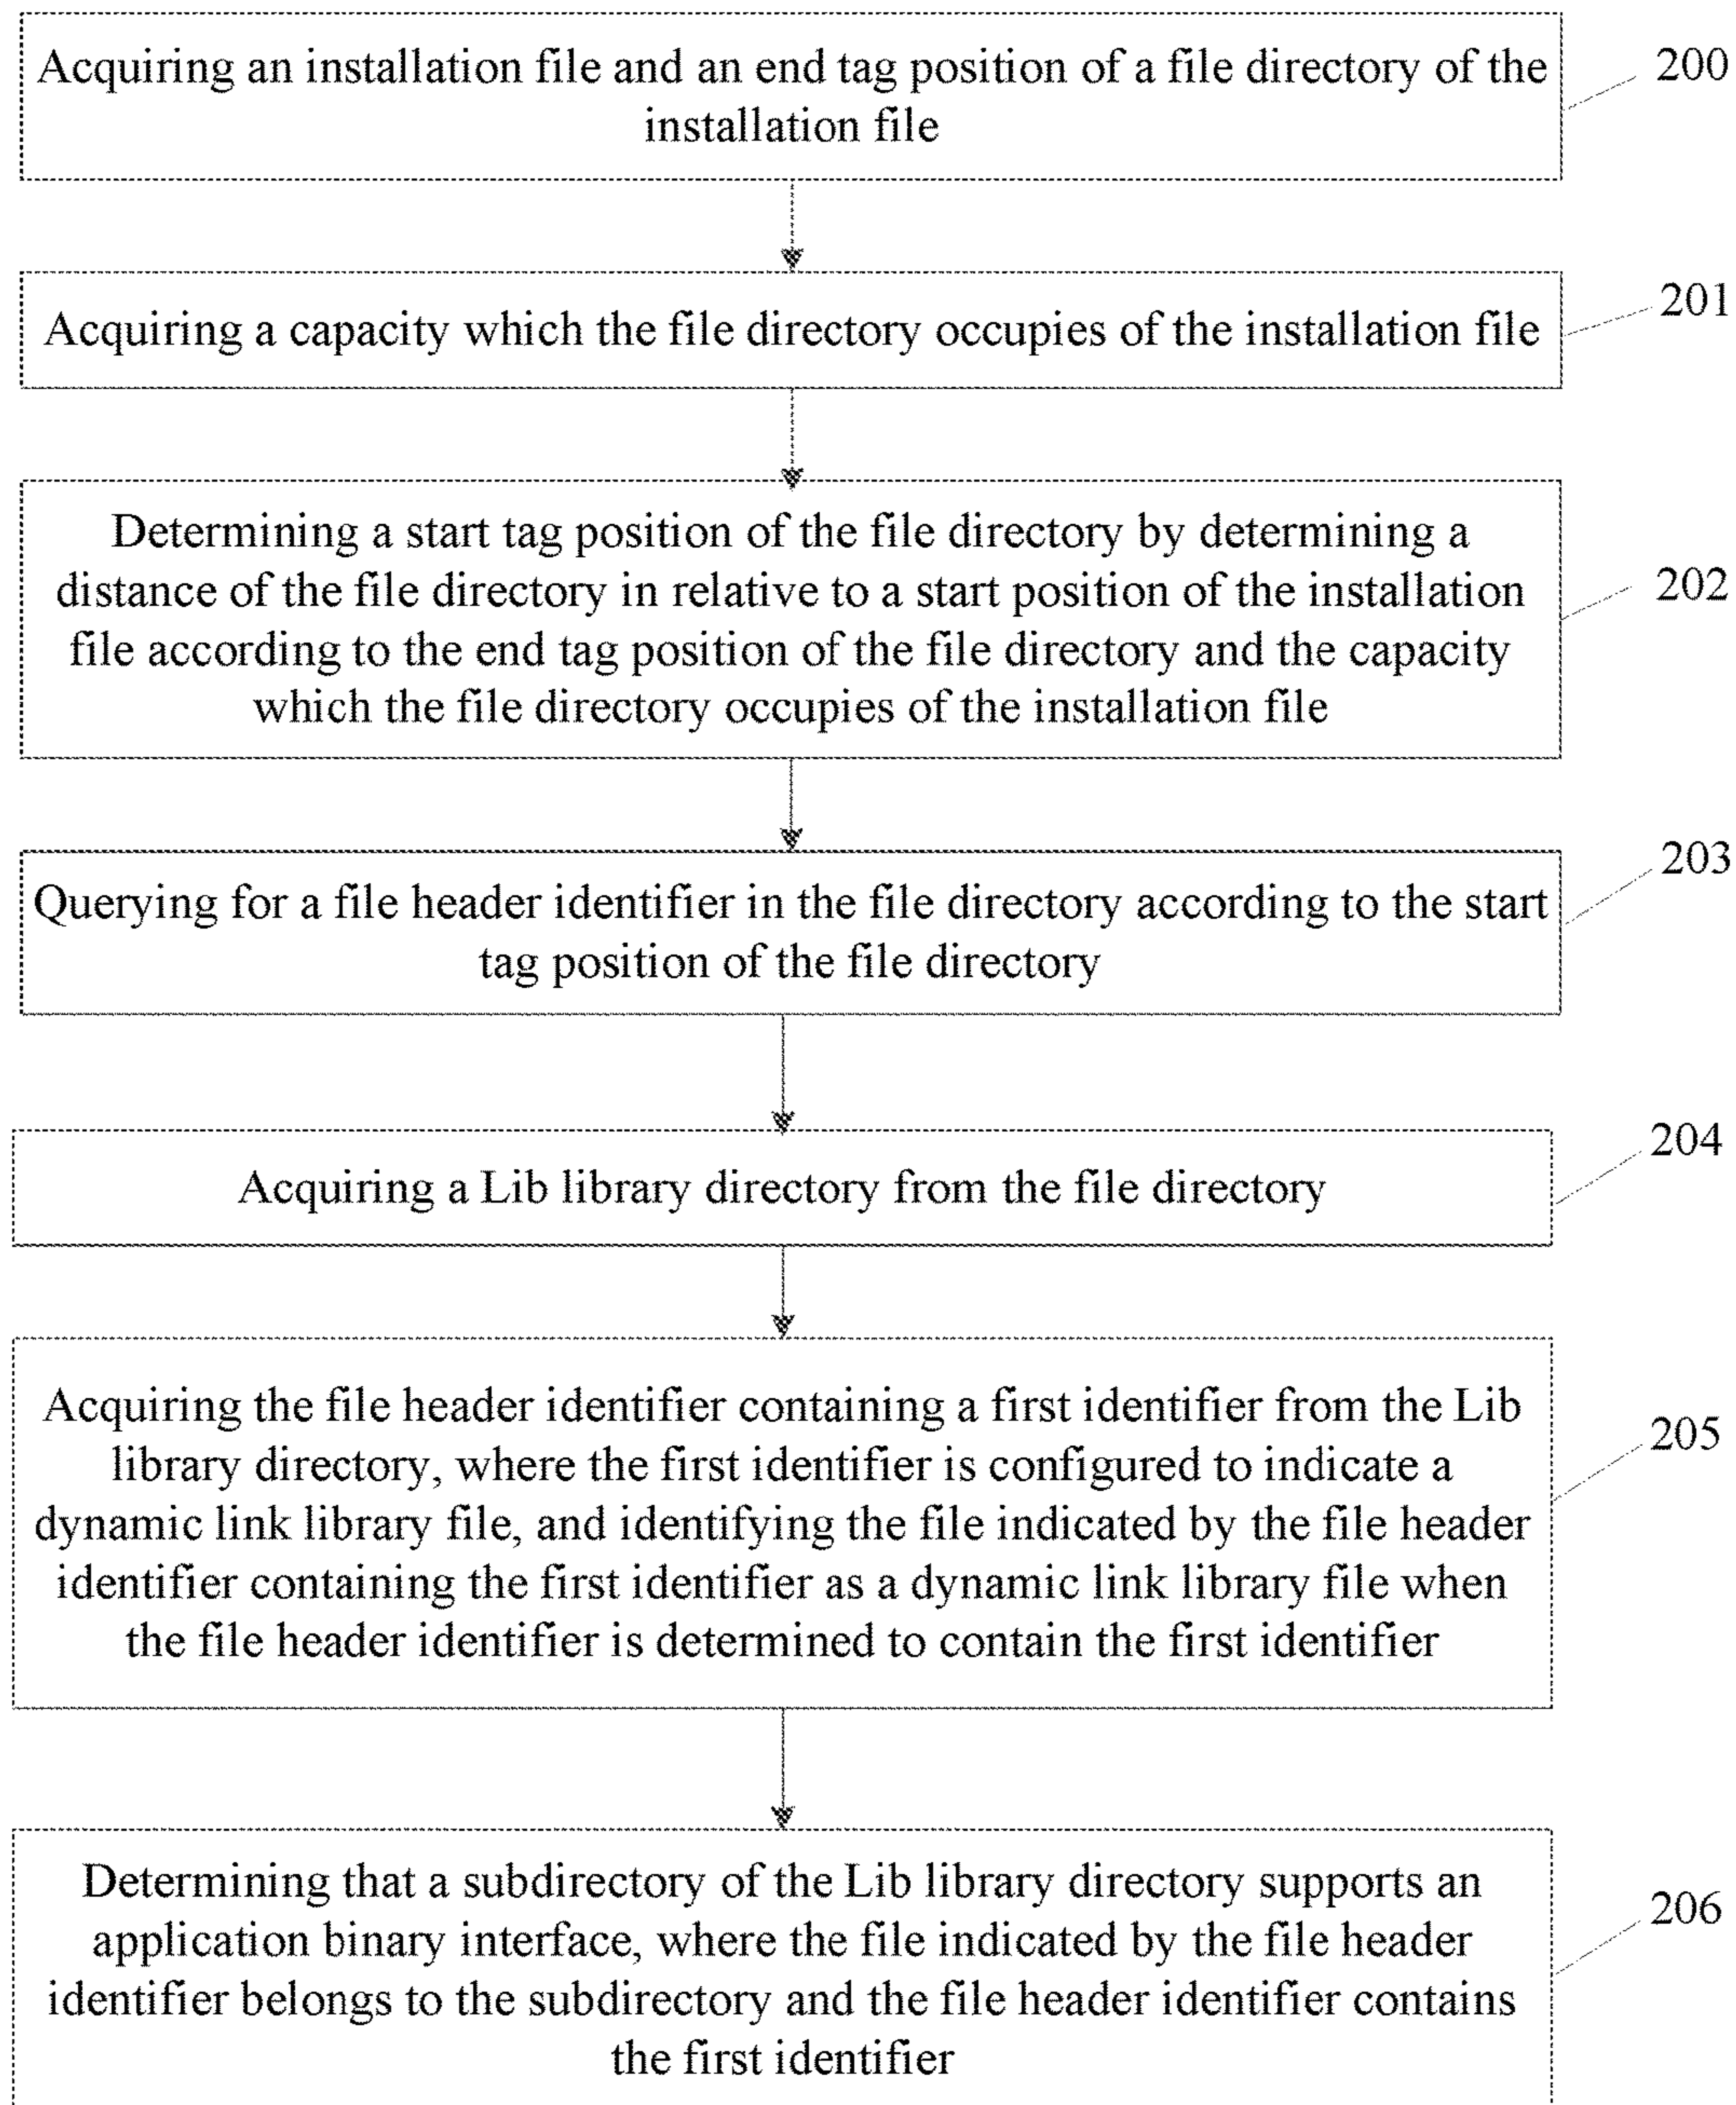 Acquiring an installation file and an end tag position of a file directory of the
installation file
200
Acquiring a capacity which the file directory occupies of the installation file
201
Determining a start tag position of the file directory by determining a
distance of the file directory in relative to a start position of the installation
file according to the end tag position of the file directory and the capacity
which the file directory occupies of the installation file
202
Querying for a file header identifier in the file directory according to the start
tag position of the file directory
203
Acquiring a Lib library directory from the file directory
204
Acquiring the file header identifier containing a first identifier from the Lib
library directory, where the first identifier is configured to indicate a
dynamic link library file, and identifying the file indicated by the file header
identifier containing the first identifier as a dynamic link library file when
the file header identifier is determined to contain the first identifier
205
Determining that a subdirectory of the Lib library directory supports an
application binary interface, where the file indicated by the file header
identifier belongs to the subdirectory and the file header identifier contains
the first identifier
206